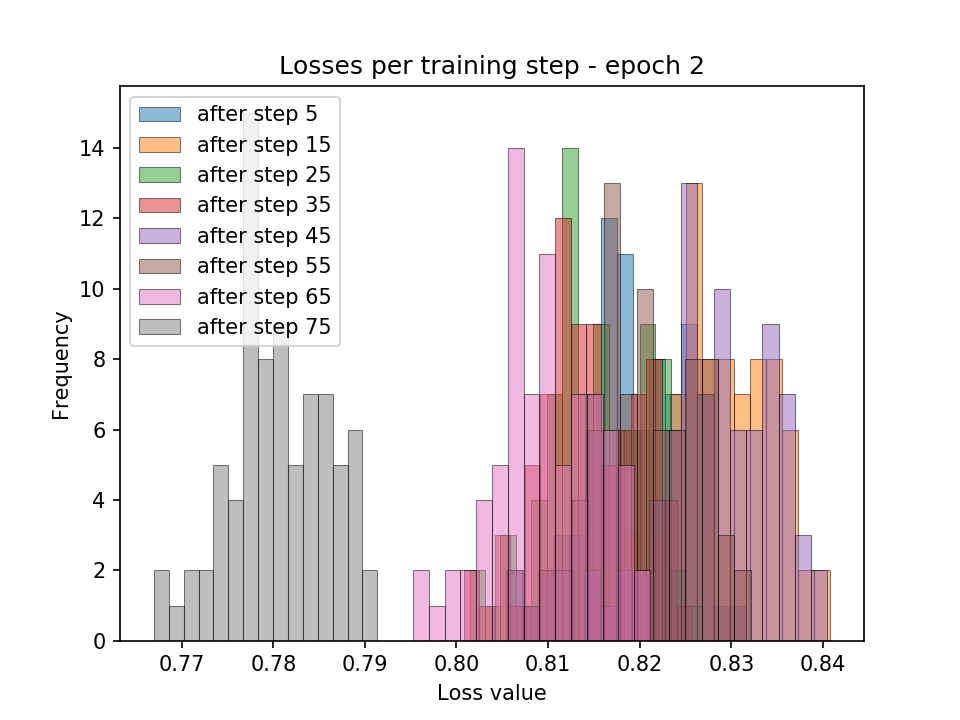 Losses per training step - epoch 2
after step 5
after step 15
after step 25
after step 35
after step 45
after step 55
after step 65
after step 75
Frequency
14
12
10
8
6
4
2
0
0.77 0.78 0.79 0.80 0.81 0.82 0.83 0.84
Loss value